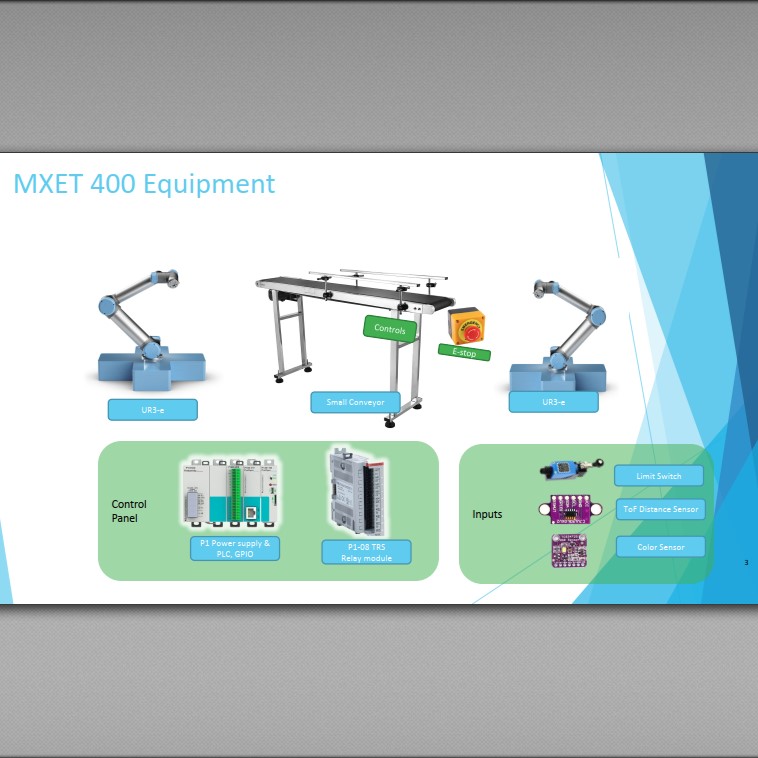 MXET 400 Equipment
Controls
E-stop
UR3-e
Small Conveyor
UR3-e
Control
Panel
P1 Power supply &
PLC, GPIO
P1-08 TRS
Relay module
Inputs
Limit Switch
ToF Distance Sensor
Color Sensor
3